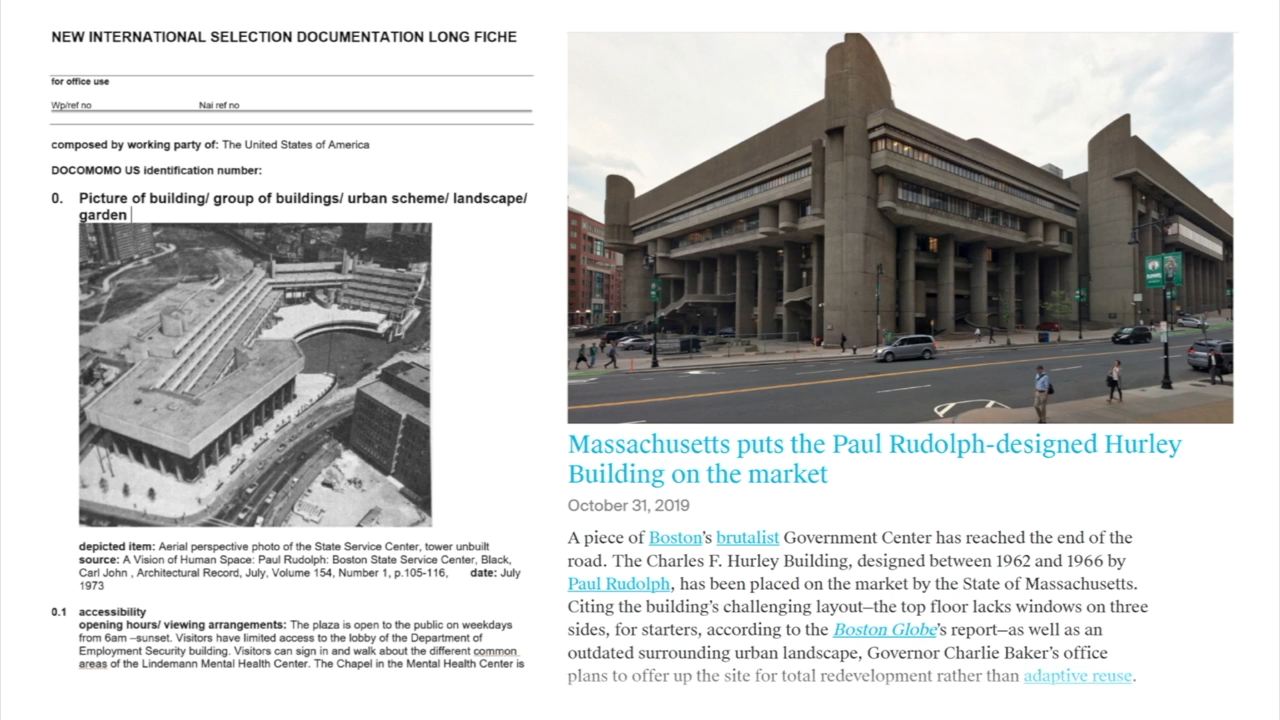 NEW INTERNATIONAL SELECTION DOCUMENTATION LONG FICHE
for office use
Wp/ref no Nai ref no
composed by working party of: The United States of America
DOCOMOMO US identification number:
0. Picture of building/ group of buildings/ urban scheme/ landscape/
garden
depicted item: Aerial perspective photo of the State Service Center, tower unbuilt
source: A Vision of Human Space: Paul Rudolph: Boston State Service Center, Black,
Carl John , Architectural Record, July, Volume 154, Number 1, p.105-116, date: July
1973
0.1 accessibility
opening hours/ viewing arrangements: The plaza is open to the public on weekdays
from 6am –sunset. Visitors have limited access to the lobby of the Department of
Employment Security building. Visitors can sign in and walk about the different common
areas of the Lindemann Mental Health Center. The Chapel in the Mental Health Center is
Massachusetts puts the Paul Rudolph-designed Hurley
Building on the market
October 31, 2019
A piece of Boston's brutalist Government Center has reached the end of the
road. The Charles F. Hurley Building, designed between 1962 and 1966 by
Paul Rudolph, has been placed on the market by the State of Massachusetts.
Citing the building's challenging layout—the top floor lacks windows on three
sides, for starters, according to the Boston Globe's report—as well as an
outdated surrounding urban landscape, Governor Charlie Baker's office
plans to offer up the site for total redevelopment rather than adaptive reuse.